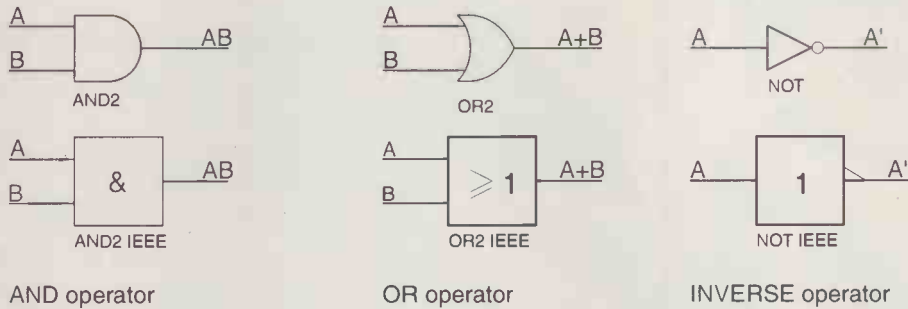 A
B
AB
AND2
A
B
A+B
OR2
A
A'
NOT
A
B
&
AB
AND2 IEEE
A
B
⩾ 1
A+B
OR2 IEEE
A
1
A'
NOT IEEE
AND operator
OR operator
INVERSE operator